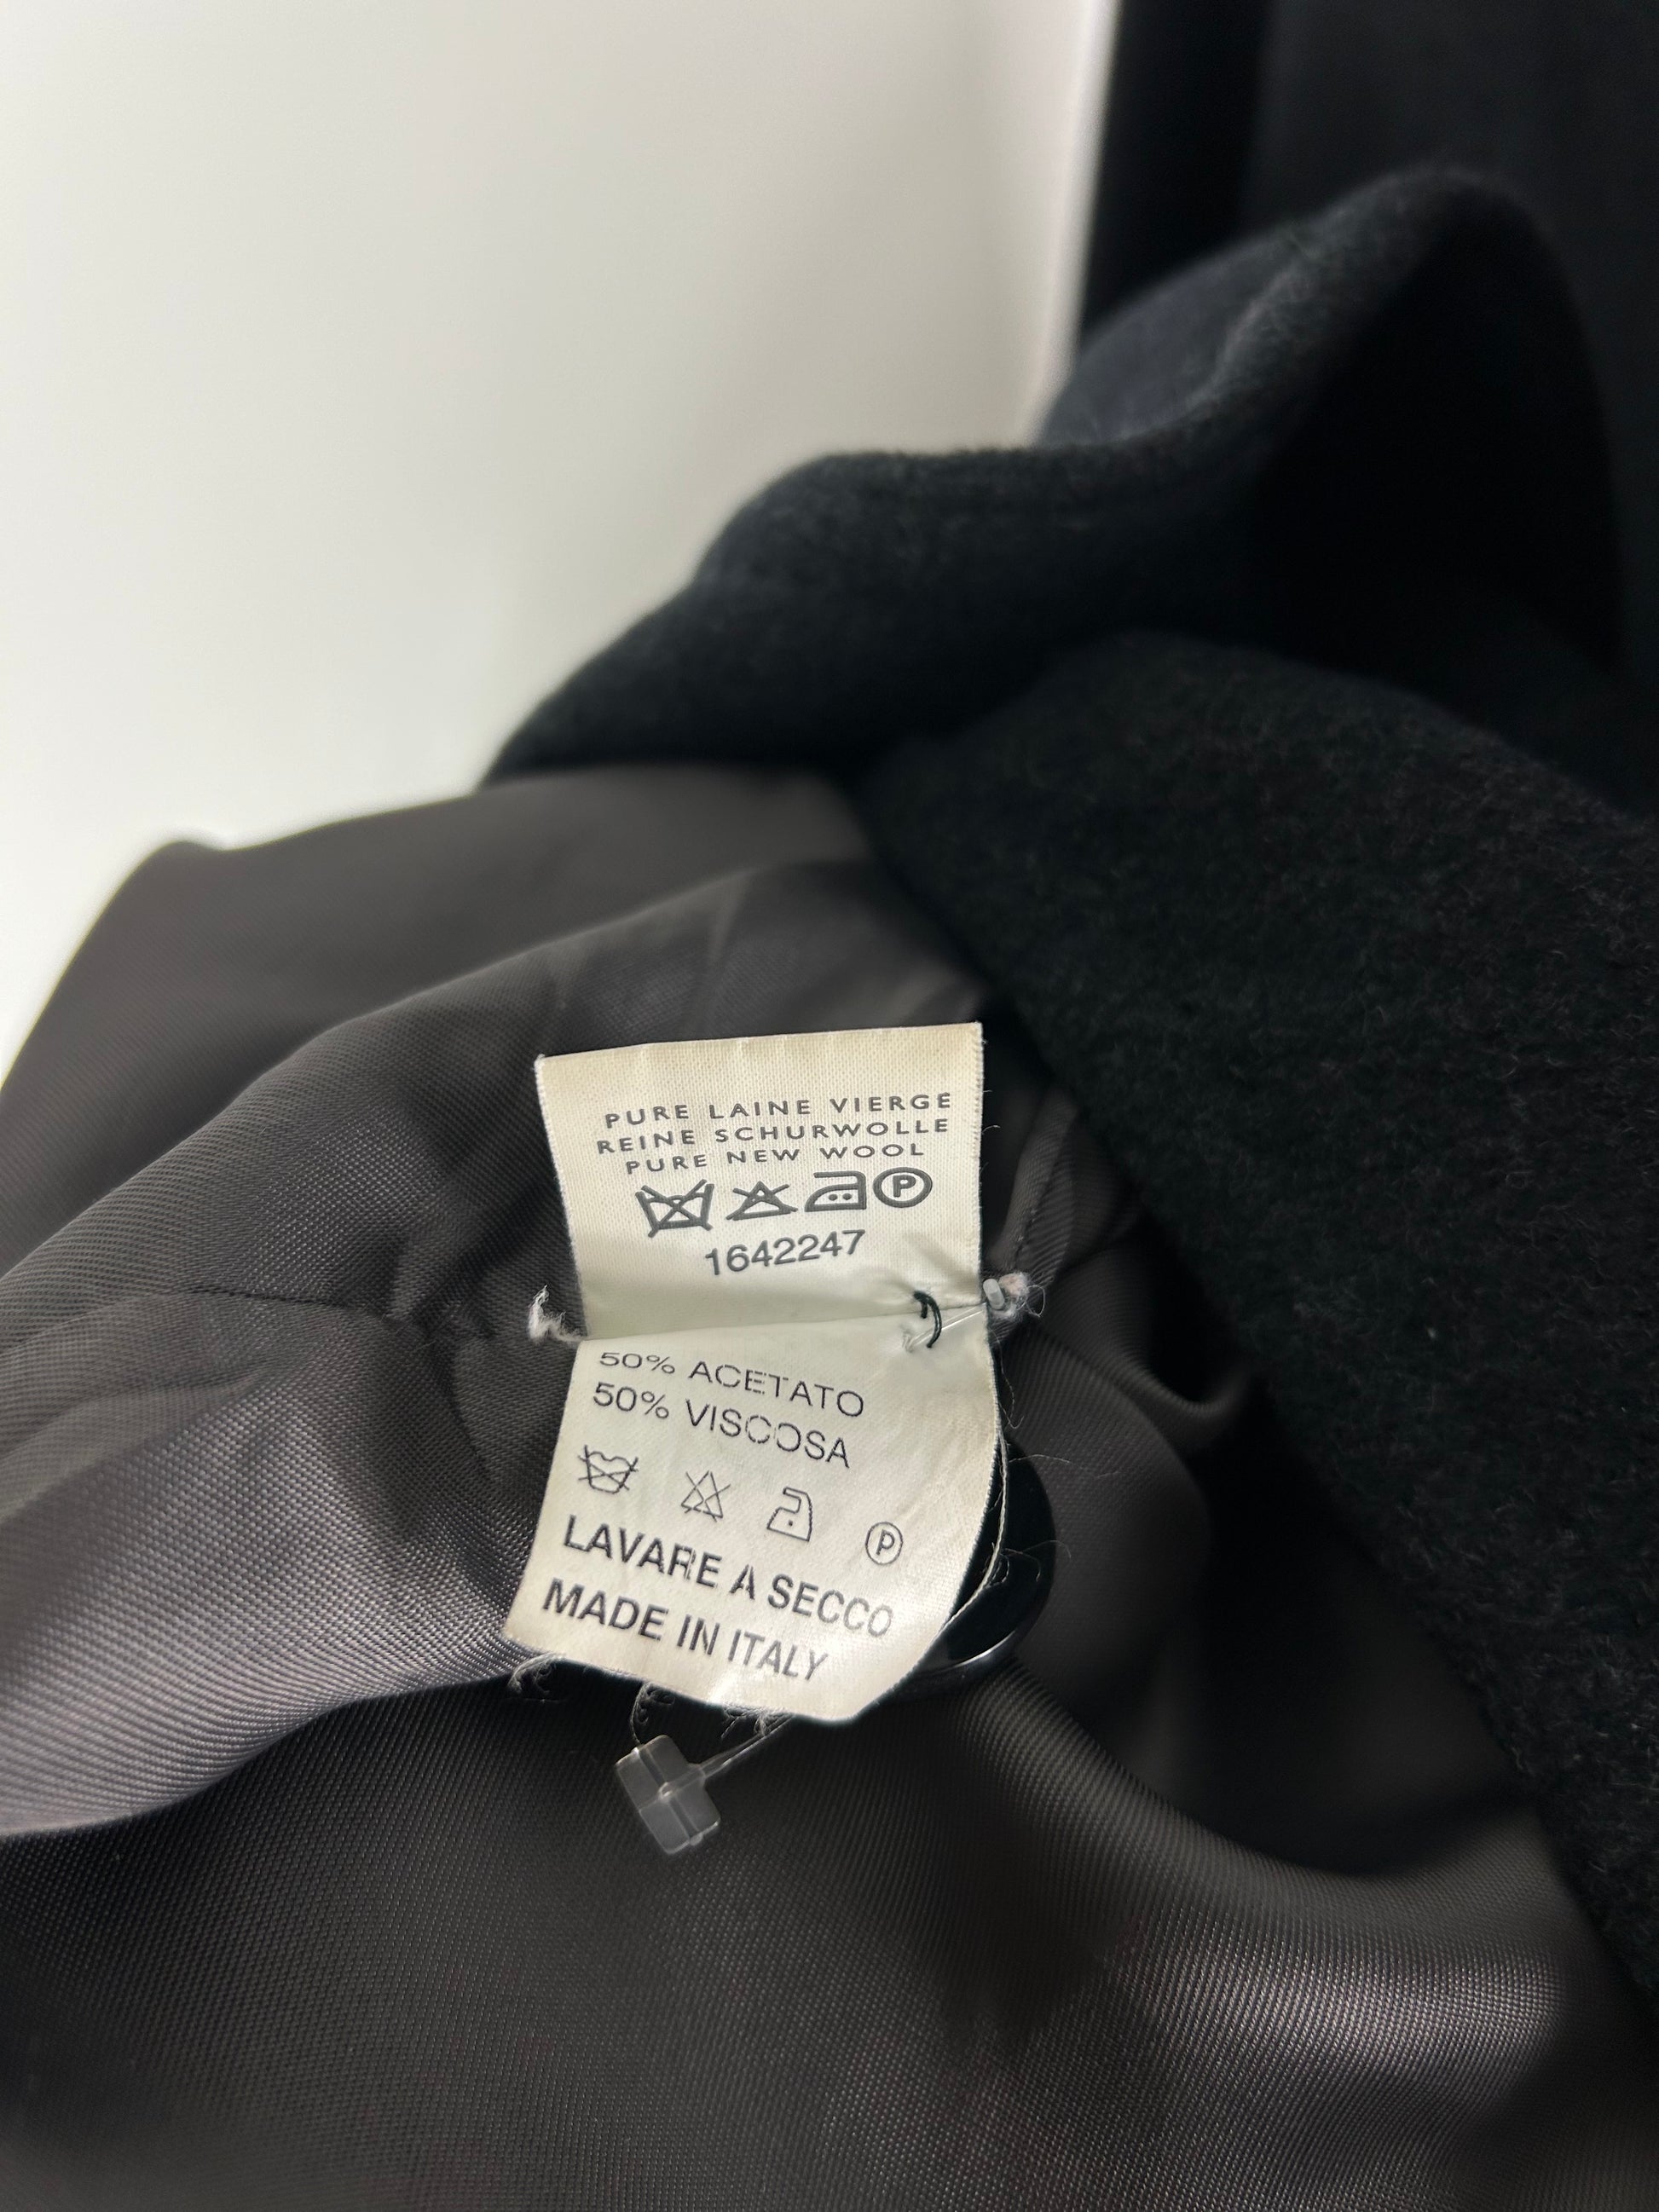 PURE LAINE VIERGE
REINE SCHURWOLLE
PURE NEW WOOL
P
1642247
50% ACETATO
50% VISCOSA
P
LAVARE A SECCO
MADE IN ITALY